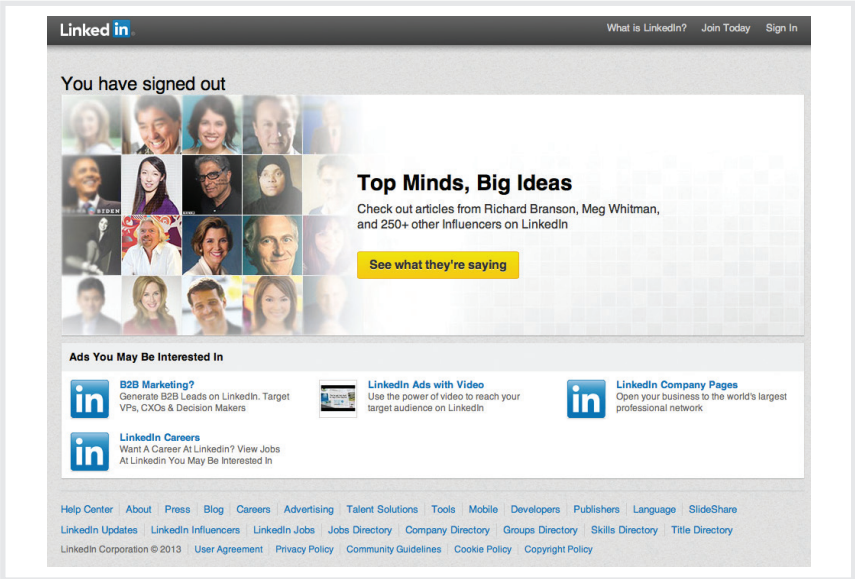 Linked in
What is LinkedIn? Join Today Sign In
You have signed out
BIDEN
Top Minds, Big Ideas
Check out articles from Richard Branson, Meg Whitman,
and 250+ other Influencers on LinkedIn
See what they're saying
Ads You May Be Interested In
in
B2B Marketing?
Generate B2B Leads on LinkedIn. Target
VPs, CXOs & Decision Makers
LinkedIn Ads with Video
Use the power of video to reach your
target audience on LinkedIn
in
LinkedIn Company Pages
Open your business to the world's largest
professional network
in
LinkedIn Careers
Want A Career At Linkedin? View Jobs
At Linkedin You May Be Interested In
Help Center About Press Blog Careers Advertising Talent Solutions Tools Mobile Developers Publishers Language SlideShare
LinkedIn Updates LinkedIn Influencers LinkedIn Jobs Jobs Directory Company Directory Groups Directory Skills Directory Title Directory
LinkedIn Corporation © 2013 User Agreement Privacy Policy Community Guidelines Cookie Policy Copyright Policy